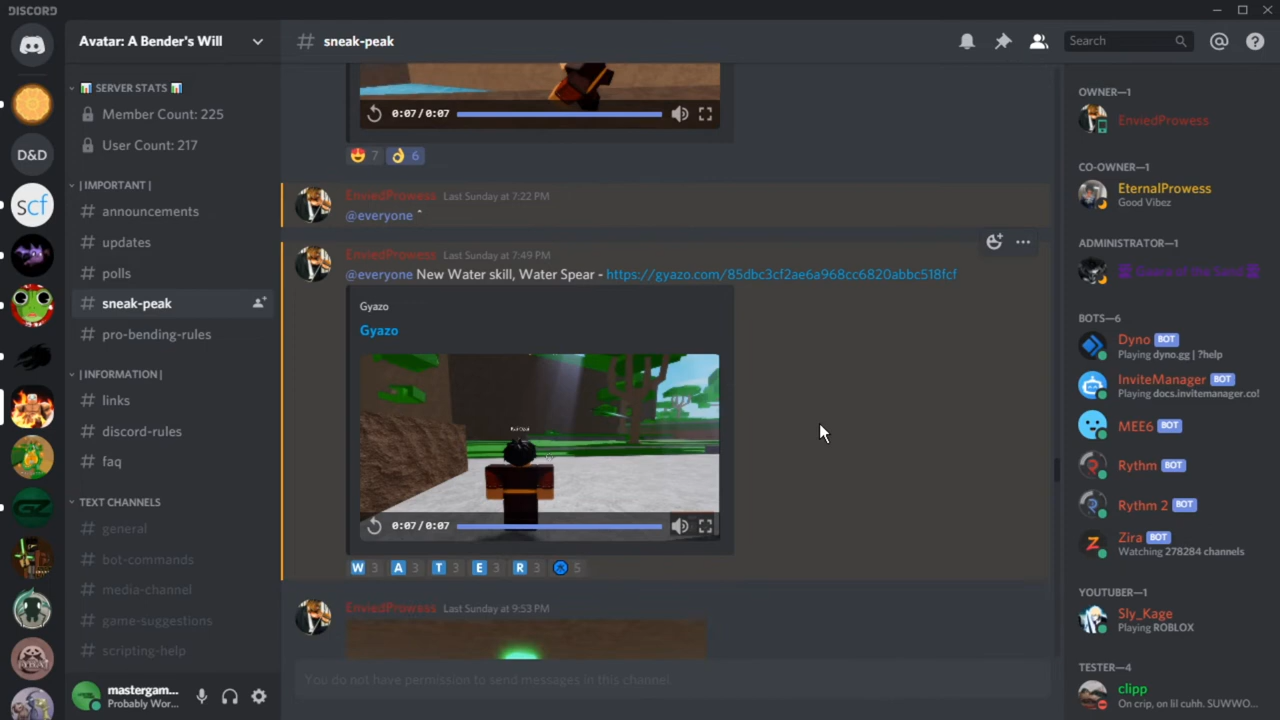 DISCORD
Avatar: A Bender's Will
sneak-peak
Search
SERVER STATS
Member Count: 225
User Count: 217
| IMPORTANT |
announcements
updates
polls
sneak-peak
pro-bending-rules
| INFORMATION |
links
discord-rules
faq
TEXT CHANNELS
general
bot-commands
media-channel
game-suggestions
scripting-help
mastergam...
Probably Wor...
D&D
scf
GZ
0:07/0:07
7
6
EnviedProwess Last Sunday at 7:22 PM
@everyone ^
EnviedProwess Last Sunday at 7:49 PM
@everyone New Water skill, Water Spear - https://gyazo.com/85dbc3cf2ae6a968cc6820abbc518fcf
Gyazo
Gyazo
0:07/0:07
W 3 A 3 T 3 E 3 R 3 5
EnviedProwess Last Sunday at 9:53 PM
You do not have permission to send messages in this channel.
OWNER—1
EnviedProwess
CO-OWNER—1
EternalProwess
Good Vibez
ADMINISTRATOR—1
BOTS—6
Dyno BOT
Playing dyno.gg | ?help
InviteManager BOT
Playing docs.invitemanager.co!
MEE6 BOT
Rythm BOT
Rythm 2 BOT
Zira BOT
Watching 278284 channels
YOUTUBER—1
Sly_Kage
Playing ROBLOX
TESTER—4
clipp
On crip, on lil cuhh. SUWWO...